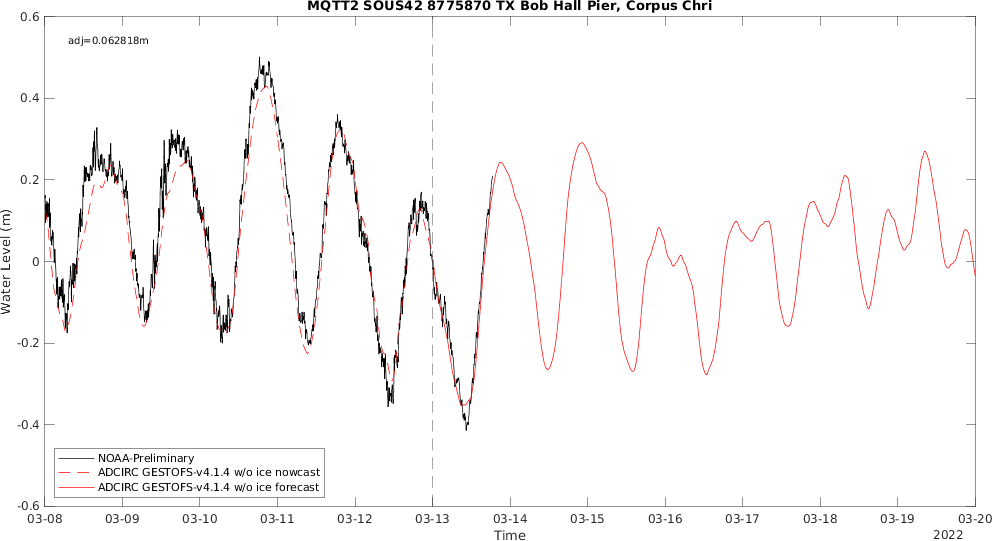 MQTT2 SOUS42 8775870 TX Bob Hall Pier, Corpus Chri
0.6
adj=0.062818m
0.4
0.2
0
-0.2
-0.4
-0.6
Water Level (m)
NOAA-Preliminary
ADCIRC GESTOFS-v4.1.4 w/o ice nowcast
ADCIRC GESTOFS-v4.1.4 w/o ice forecast
03-08 03-09 03-10 03-11 03-12 03-13 03-14 03-15 03-16 03-17 03-18 03-19 03-20
Time
2022